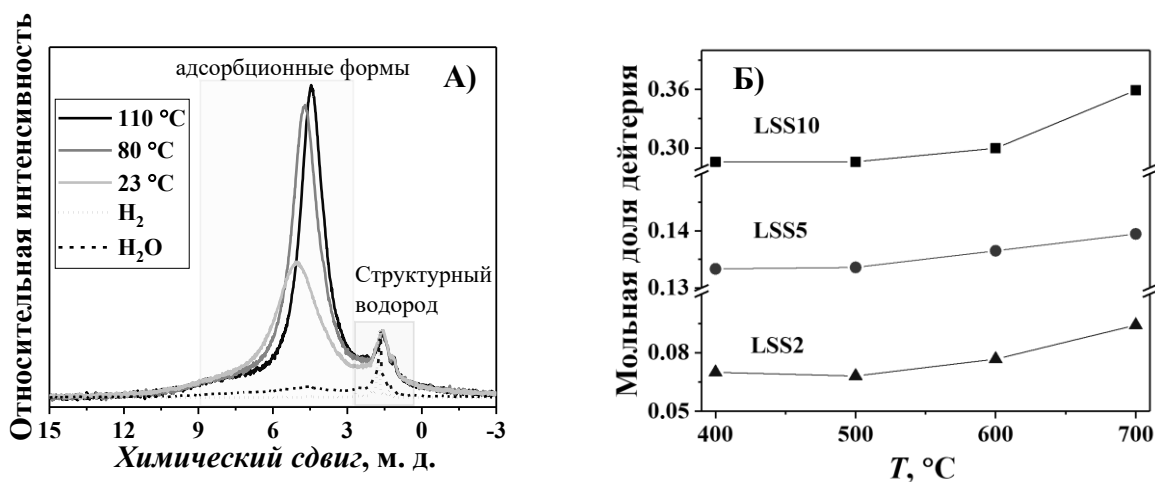 Относительная интенсивность
адсорбционные формы
А)
110 °C
80 °C
23 °C
H₂
H₂O
Структурный
водород
15 12 9 6 3 0 -3
Химический сдвиг, м. д.
Мольная доля дейтерия
Б)
0.36
0.30
0.14
0.13
0.08
0.05
LSS10
LSS5
LSS2
400 500 600 700
T, °C